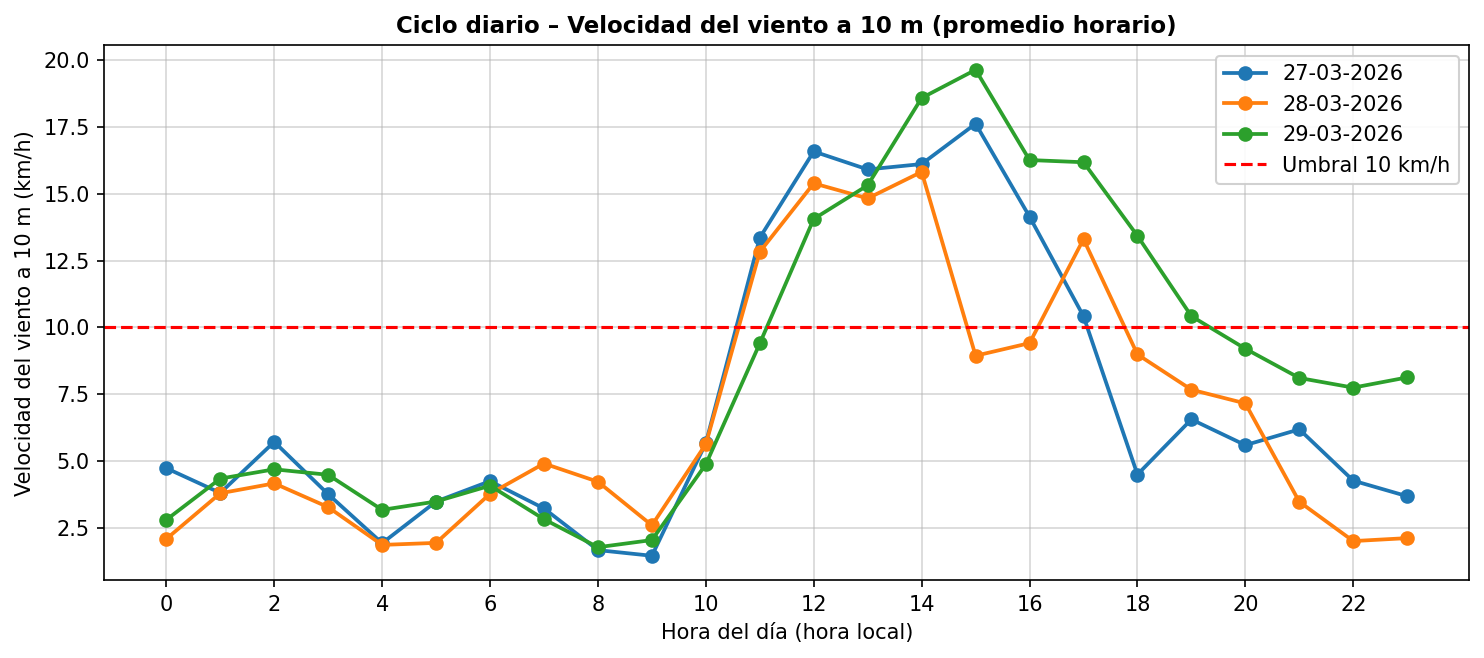 Ciclo diario – Velocidad del viento a 10 m (promedio horario)
Velocidad del viento a 10 m (km/h)
20.0
17.5
15.0
12.5
10.0
7.5
5.0
2.5
27-03-2026
28-03-2026
29-03-2026
Umbral 10 km/h
0 2 4 6 8 10 12 14 16 18 20 22
Hora del día (hora local)